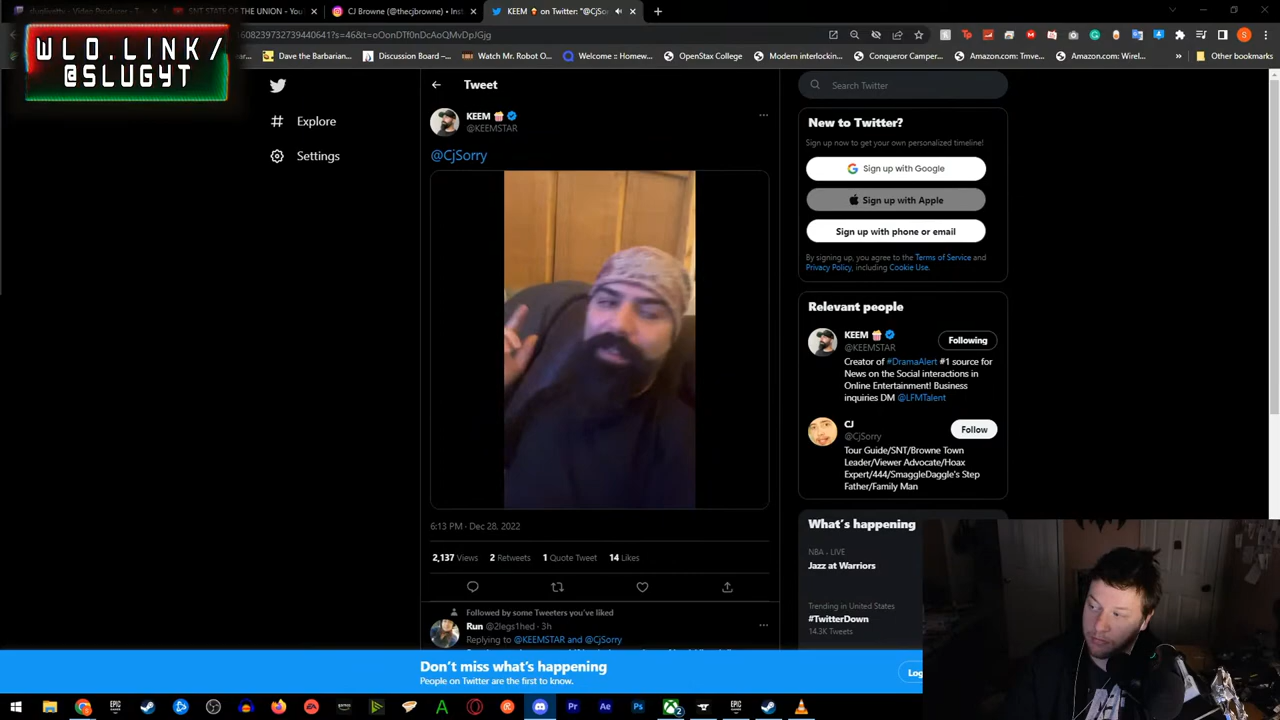 Video Producer - Tw
SNT STATE OF THE UNION - You
CJ Browne (@thecjbrowne) • Inst
KEEM 🍿 on Twitter: "@CjSo
WLO.LINK/
@SLUGYT
Dave the Barbarian...
Discussion Board –...
Watch Mr. Robot O...
Welcome :: Homew...
OpenStax College
Modern interlockin...
Conqueror Camper...
Amazon.com: Tmve...
Amazon.com: Wirel...
Other bookmarks
Explore
Settings
Tweet
KEEM 🍿
@KEEMSTAR
@CjSorry
6:13 PM · Dec 28, 2022
2,137 Views 2 Retweets 1 Quote Tweet 14 Likes
Followed by some Tweeters you've liked
Run @2legs1hed · 3h
Replying to @KEEMSTAR and @CjSorry
Search Twitter
New to Twitter?
Sign up now to get your own personalized timeline!
Sign up with Google
Sign up with Apple
Sign up with phone or email
By signing up, you agree to the Terms of Service and
Privacy Policy, including Cookie Use.
Relevant people
KEEM 🍿
@KEEMSTAR
Following
Creator of #DramaAlert #1 source for
News on the Social interactions in
Online Entertainment! Business
inquiries DM @LFMTalent
CJ
@CjSorry
Follow
Tour Guide/SNT/Browne Town
Leader/Viewer Advocate/Hoax
Expert/444/SmaggleDaggle's Step
Father/Family Man
What's happening
NBA · LIVE
Jazz at Warriors
Trending in United States
#TwitterDown
14.3K Tweets
Don't miss what's happening
People on Twitter are the first to know.
Log